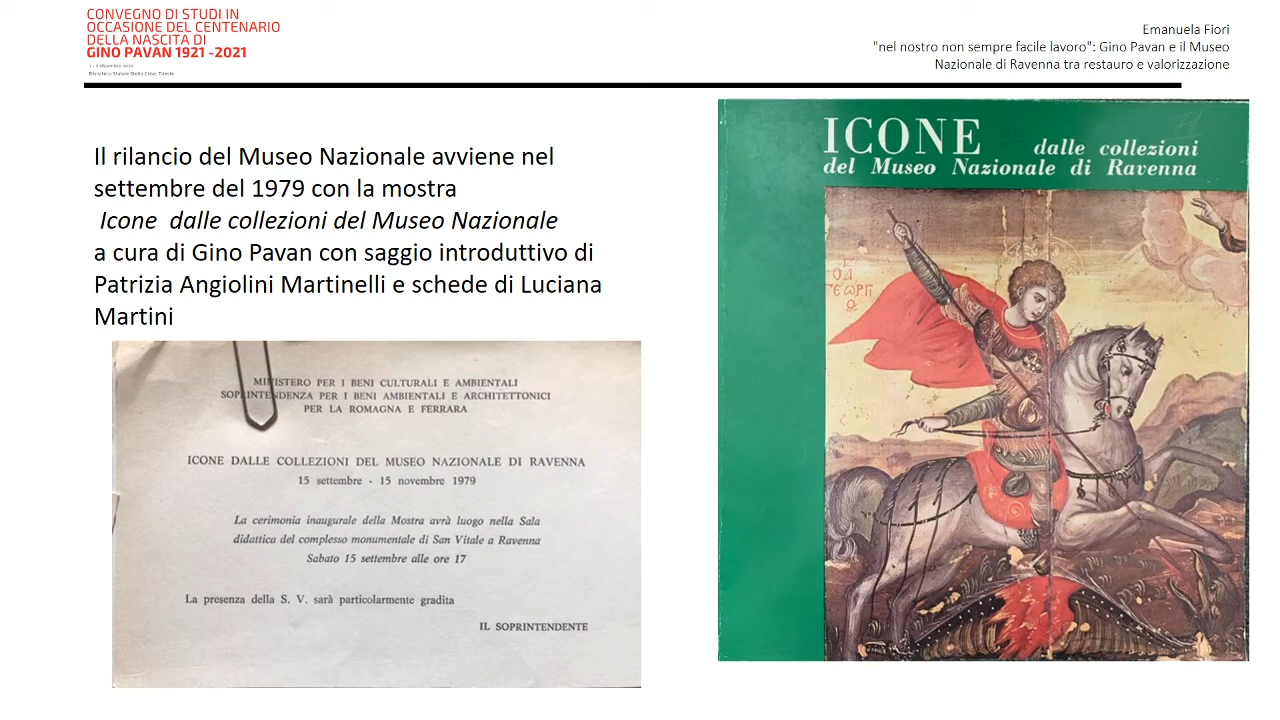 CONVEGNO DI STUDI IN
OCCASIONE DEL CENTENARIO
DELLA NASCITA DI
GINO PAVAN 1921 -2021
Biblioteca Statale Stelio Crise, Trieste
Emanuela Fiori
"nel nostro non sempre facile lavoro": Gino Pavan e il Museo
Nazionale di Ravenna tra restauro e valorizzazione
Il rilancio del Museo Nazionale avviene nel
settembre del 1979 con la mostra
Icone dalle collezioni del Museo Nazionale
a cura di Gino Pavan con saggio introduttivo di
Patrizia Angiolini Martinelli e schede di Luciana
Martini
MINISTERO PER I BENI CULTURALI E AMBIENTALI
SOPRINTENDENZA PER I BENI AMBIENTALI E ARCHITETTONICI
PER LA ROMAGNA E FERRARA
ICONE DALLE COLLEZIONI DEL MUSEO NAZIONALE DI RAVENNA
15 settembre - 15 novembre 1979
La cerimonia inaugurale della Mostra avrà luogo nella Sala
didattica del complesso monumentale di San Vitale a Ravenna
Sabato 15 settembre alle ore 17
La presenza della S. V. sarà particolarmente gradita
IL SOPRINTENDENTE
ICONE dalle collezioni
del Museo Nazionale di Ravenna